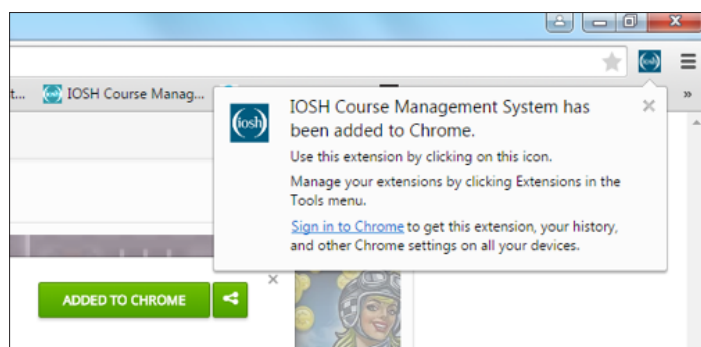 t...
IOSH Course Manag...
»
iosh
IOSH Course Management System has
been added to Chrome.
Use this extension by clicking on this icon.
Manage your extensions by clicking Extensions in the
Tools menu.
Sign in to Chrome to get this extension, your history,
and other Chrome settings on all your devices.
ADDED TO CHROME